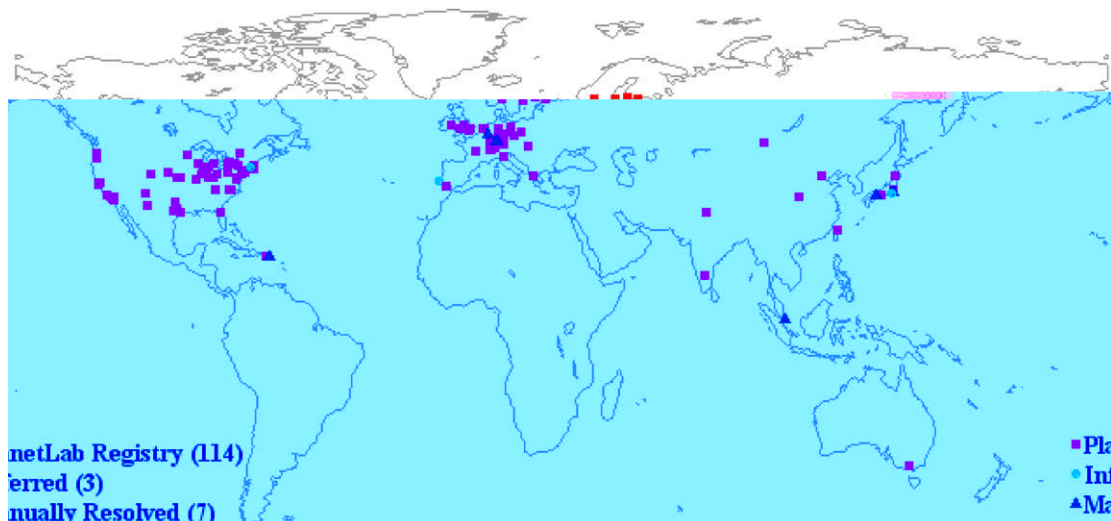 netLab Registry (114)
ferred (3)
nually Resolved (7)
Pla
Inf
Ma